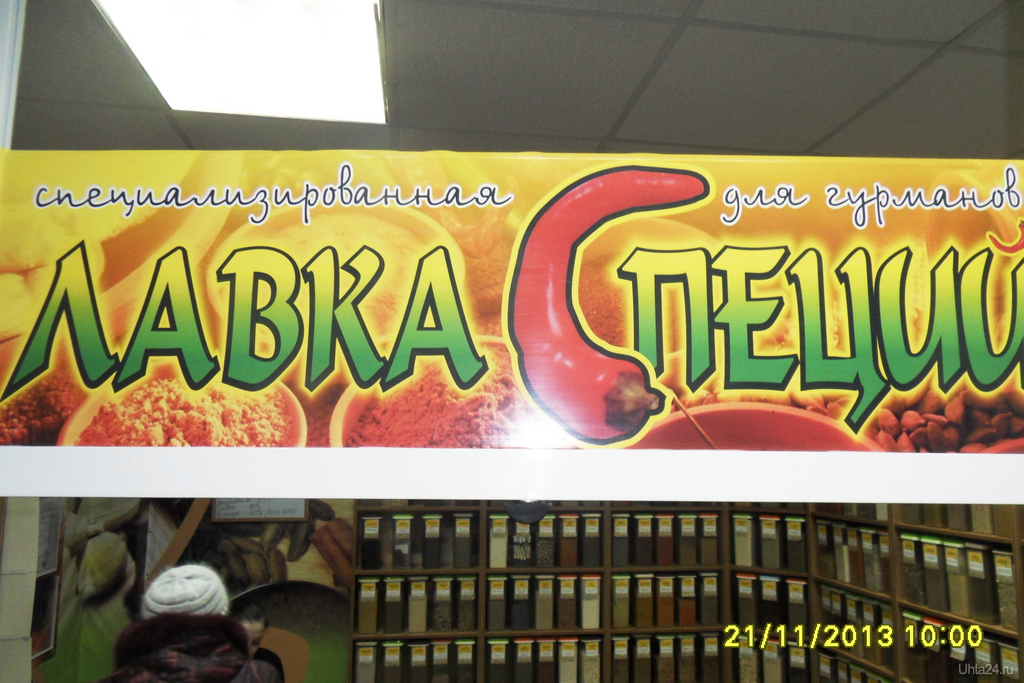 специализированная для гурманов
ЛАВКА СПЕЦИЙ
21/11/2013 10:00
Uhta24.ru